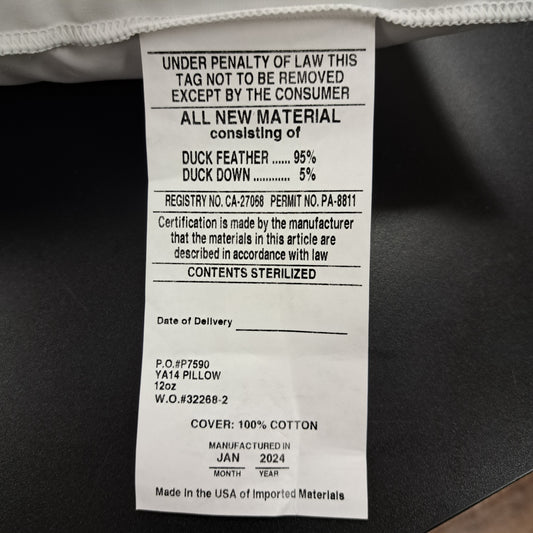 UNDER PENALTY OF LAW THIS
TAG NOT TO BE REMOVED
EXCEPT BY THE CONSUMER
ALL NEW MATERIAL
consisting of
DUCK FEATHER ...... 95%
DUCK DOWN ............ 5%
REGISTRY NO. CA-27068 PERMIT NO. PA-8811
Certification is made by the manufacturer
that the materials in this article are
described in accordance with law
CONTENTS STERILIZED
Date of Delivery
P.O.#P7590
YA14 PILLOW
12oz
W.O.#32268-2
COVER: 100% COTTON
MANUFACTURED IN
JAN 2024
MONTH YEAR
Made in the USA of Imported Materials